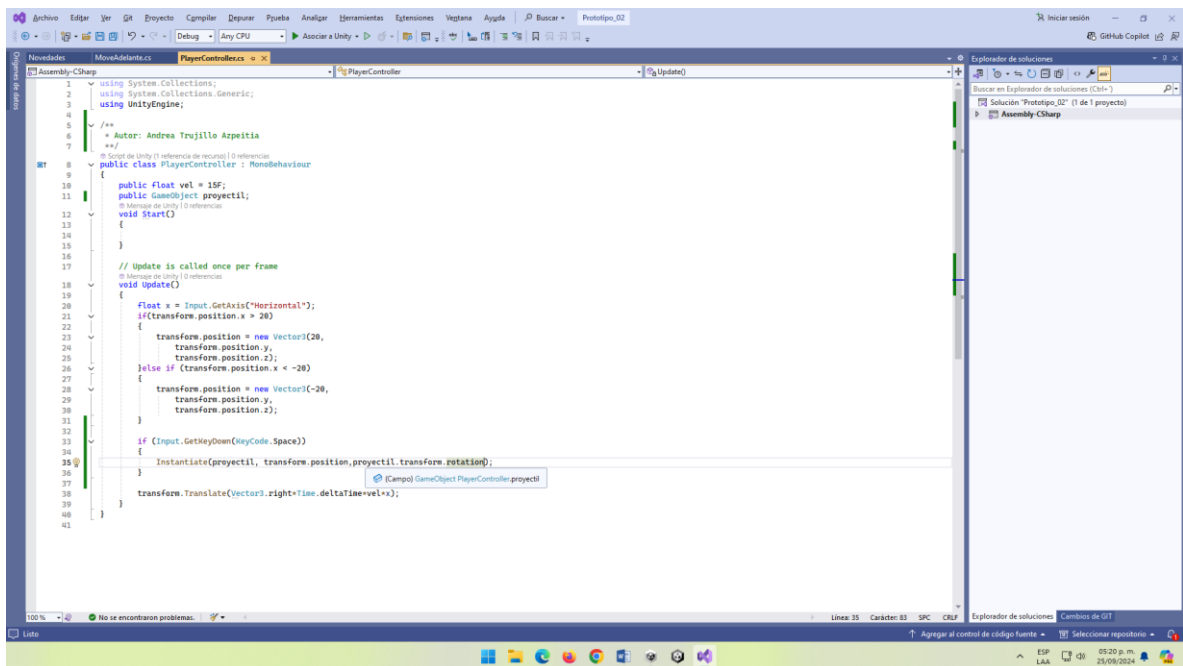 Archivo Editar Ver Git Proyecto Compilar Depurar Prueba Analizar Herramientas Extensiones Ventana Ayuda Buscar Prototipo_02 Iniciar sesión
Debug Any CPU Asociar a Unity GitHub Copilot
Orígenes de datos
Novedades MoveAdelante.cs PlayerController.cs Explorador de soluciones
Assembly-CSharp PlayerController Update()
Buscar en Explorador de soluciones (Ctrl+´)
Solución "Prototipo_02" (1 de 1 proyecto)
Assembly-CSharp
1 using System.Collections;
2 using System.Collections.Generic;
3 using UnityEngine;
4
5 /**
6 * Autor: Andrea Trujillo Azpeitia
7 **/
Script de Unity (1 referencia de recurso) | 0 referencias
8 public class PlayerController : MonoBehaviour
9 {
10 public float vel = 15F;
11 public GameObject proyectil;
Mensaje de Unity | 0 referencias
12 void Start()
13 {
14
15 }
16
17 // Update is called once per frame
Mensaje de Unity | 0 referencias
18 void Update()
19 {
20 float x = Input.GetAxis("Horizontal");
21 if(transform.position.x > 20)
22 {
23 transform.position = new Vector3(20,
24 transform.position.y,
25 transform.position.z);
26 }else if (transform.position.x < -20)
27 {
28 transform.position = new Vector3(-20,
29 transform.position.y,
30 transform.position.z);
31 }
32
33 if (Input.GetKeyDown(KeyCode.Space))
34 {
35 Instantiate(proyectil, transform.position,proyectil.transform.rotation);
36 }
(Campo) GameObject PlayerController.proyectil
37
38 transform.Translate(Vector3.right*Time.deltaTime*vel*x);
39 }
40 }
41
100 % No se encontraron problemas. Línea: 35 Carácter: 83 SPC CRLF Explorador de soluciones Cambios de GIT
Listo Agregar al control de código fuente Seleccionar repositorio
ESP LAA 05:20 p. m. 25/09/2024